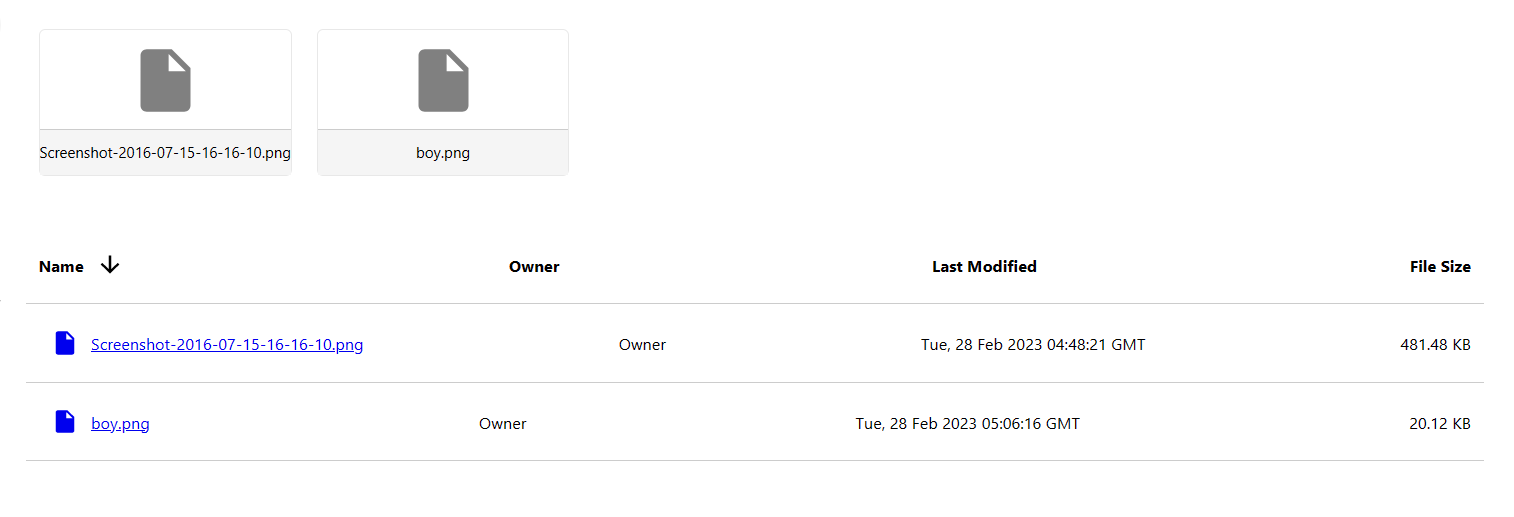 Screenshot-2016-07-15-16-16-10.png boy.png
Name Owner Last Modified File Size
Screenshot-2016-07-15-16-16-10.png Owner Tue, 28 Feb 2023 04:48:21 GMT 481.48 KB
boy.png Owner Tue, 28 Feb 2023 05:06:16 GMT 20.12 KB